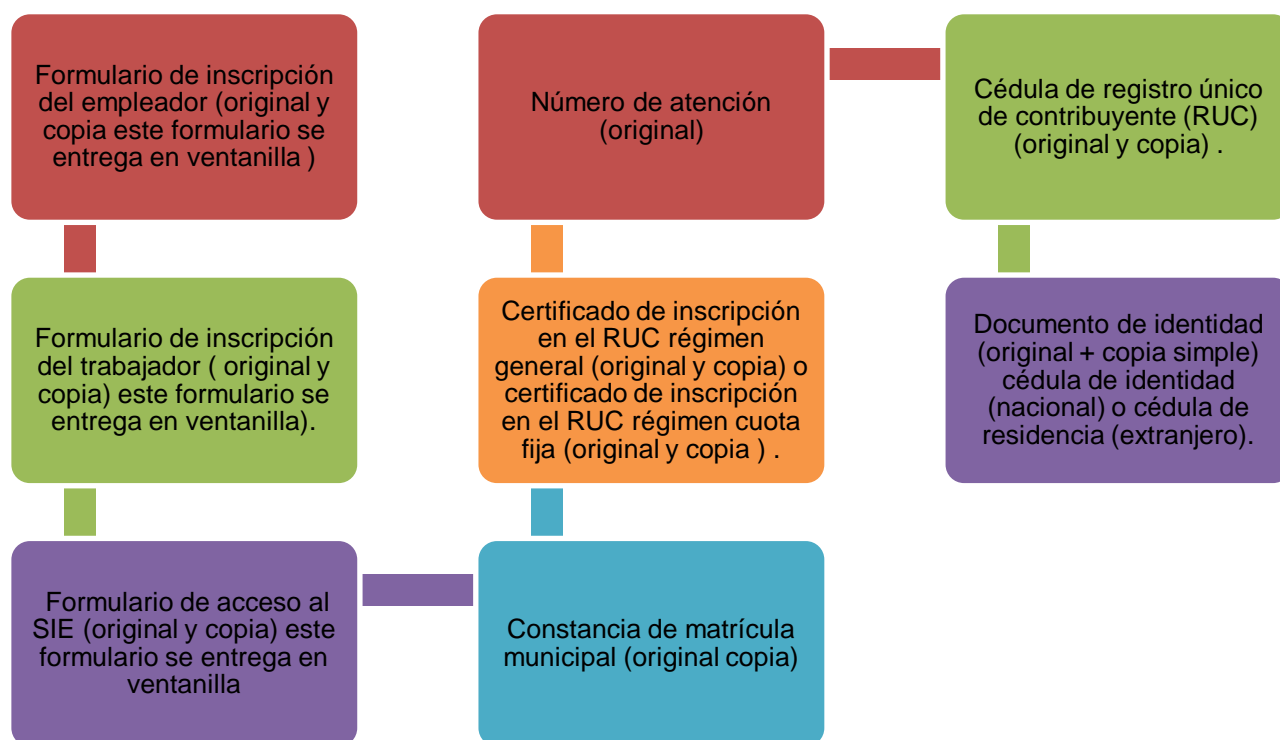 Formulario de inscripción
del empleador (original y
copia este formulario se
entrega en ventanilla )
Formulario de inscripción
del trabajador ( original y
copia) este formulario se
entrega en ventanilla).
Formulario de acceso al
SIE (original y copia) este
formulario se entrega en
ventanilla
Constancia de matrícula
municipal (original copia)
Certificado de inscripción
en el RUC régimen
general (original y copia) o
certificado de inscripción
en el RUC régimen cuota
fija (original y copia ) .
Número de atención
(original)
Cédula de registro único
de contribuyente (RUC)
(original y copia) .
Documento de identidad
(original + copia simple)
cédula de identidad
(nacional) o cédula de
residencia (extranjero).